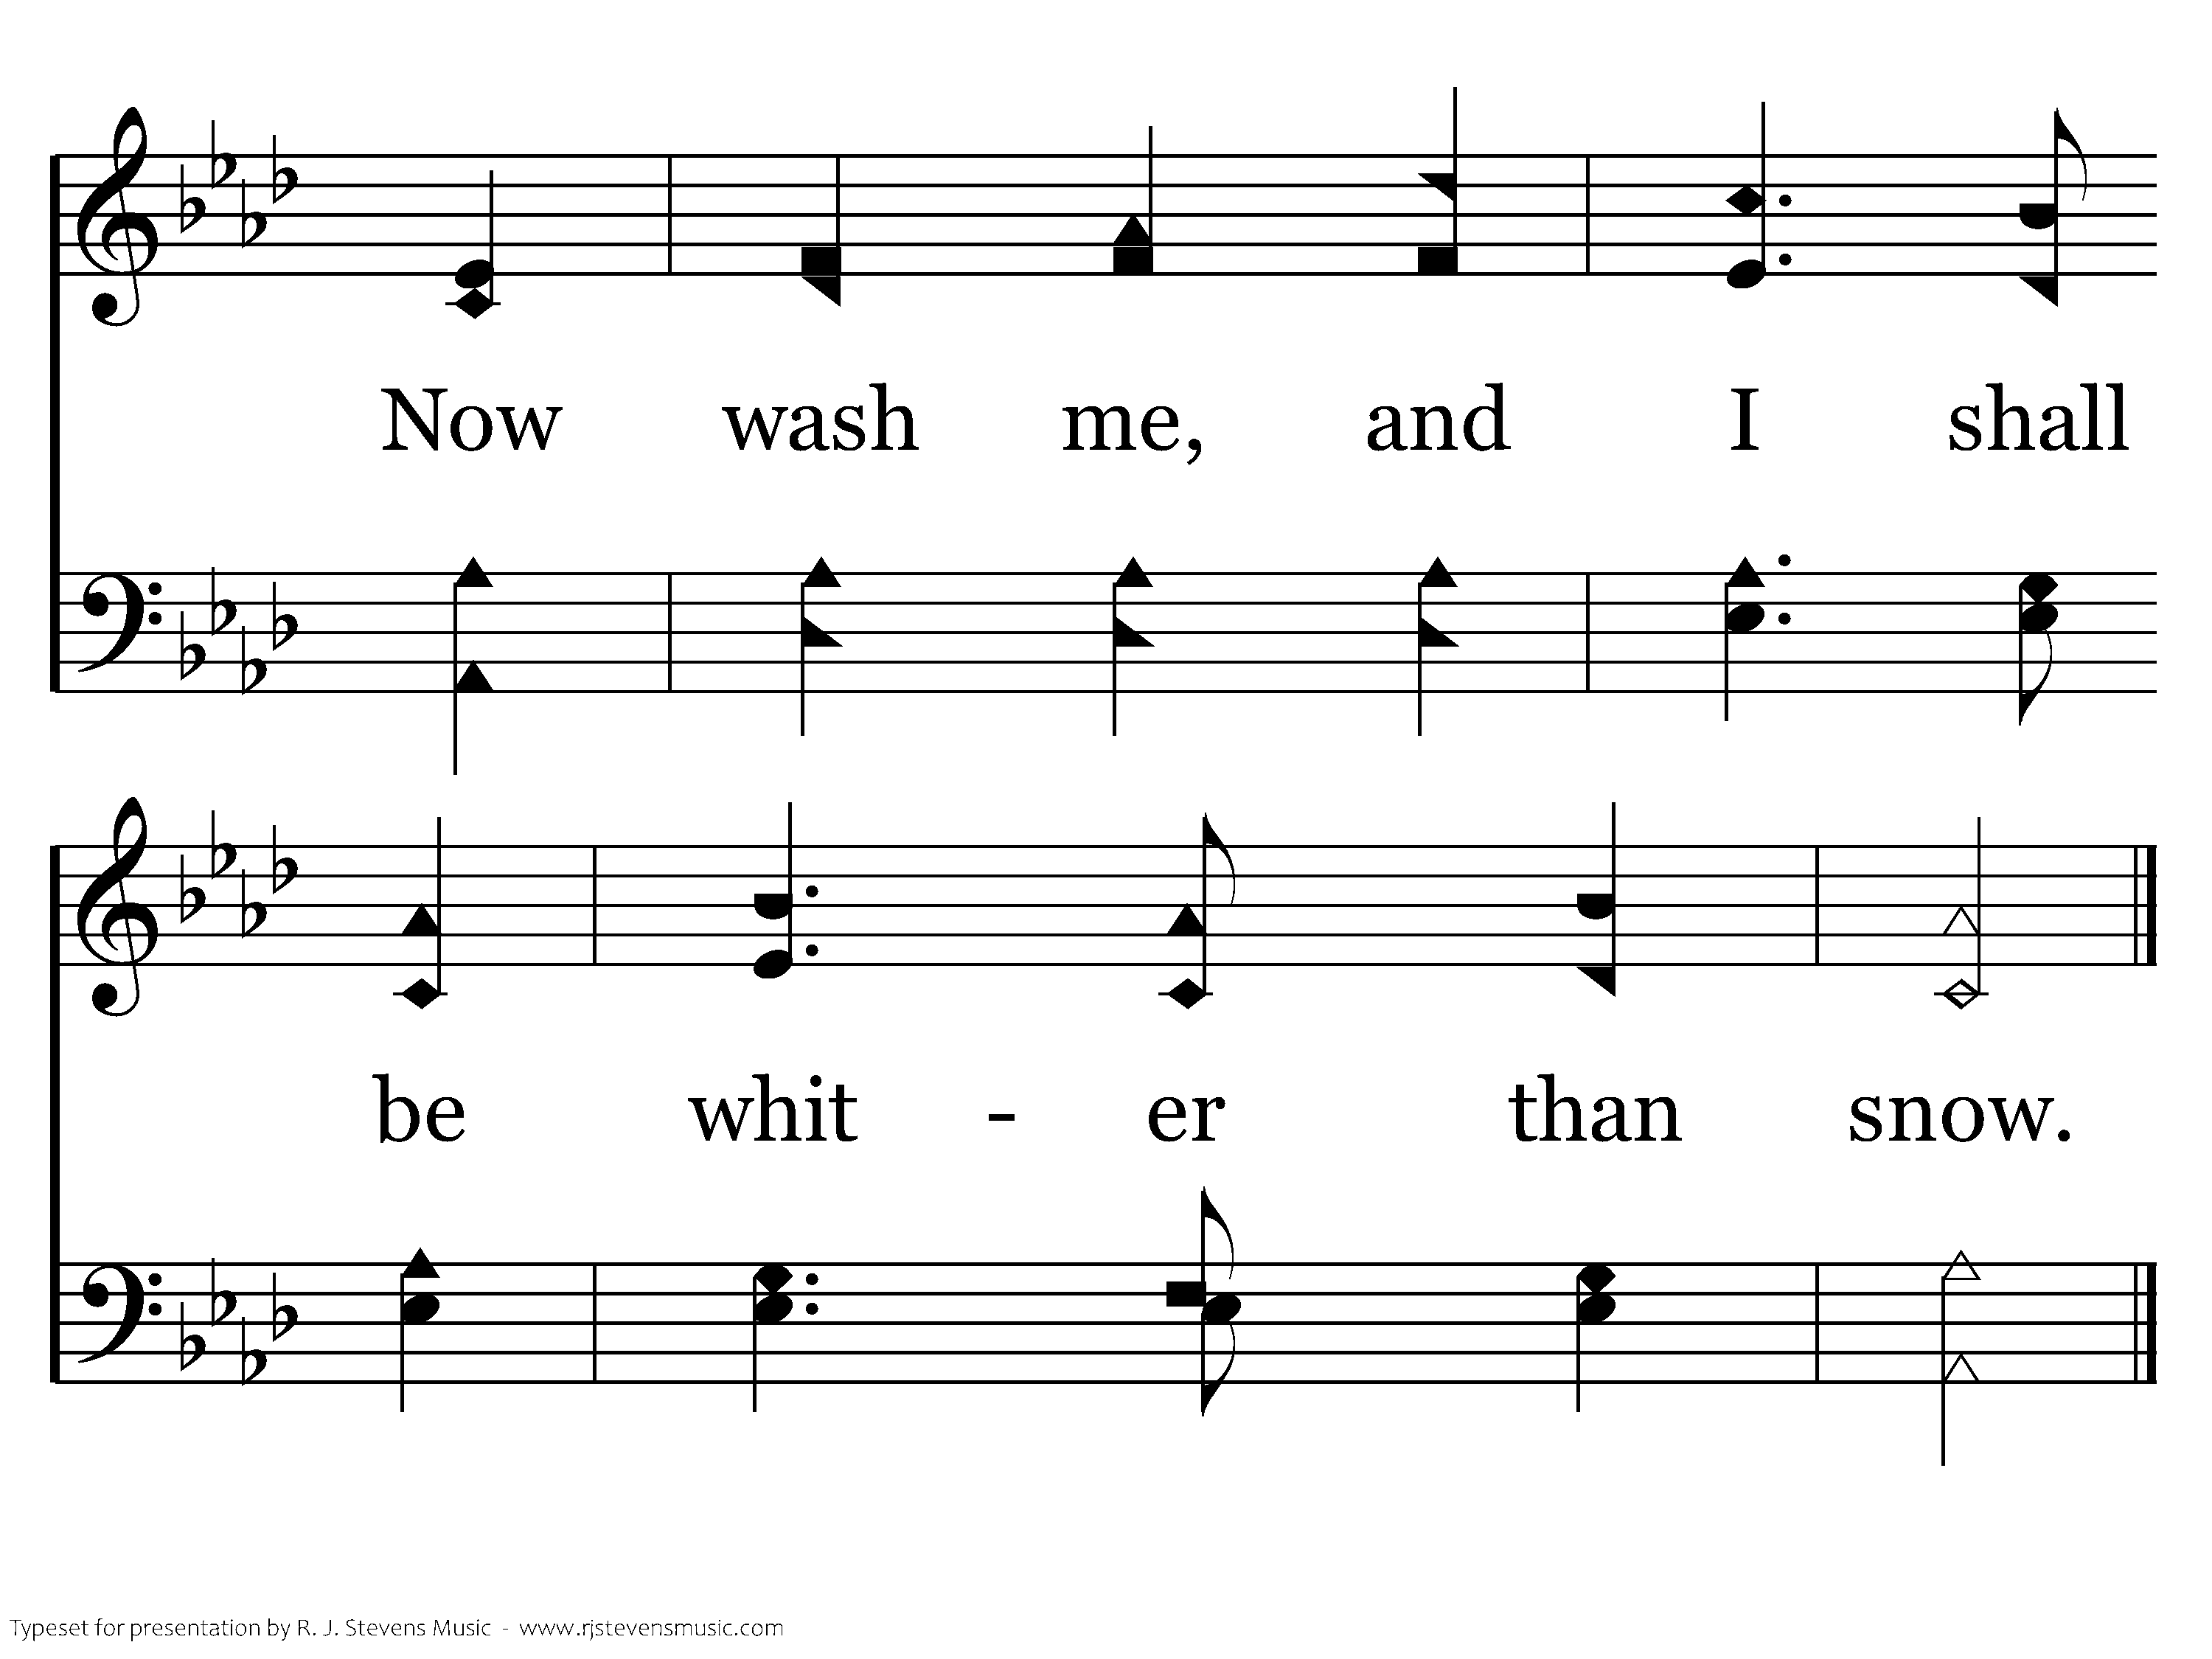 Now wash me, and I shall
be whit - er than snow.
Typeset for presentation by R. J. Stevens Music - www.rjstevensmusic.com